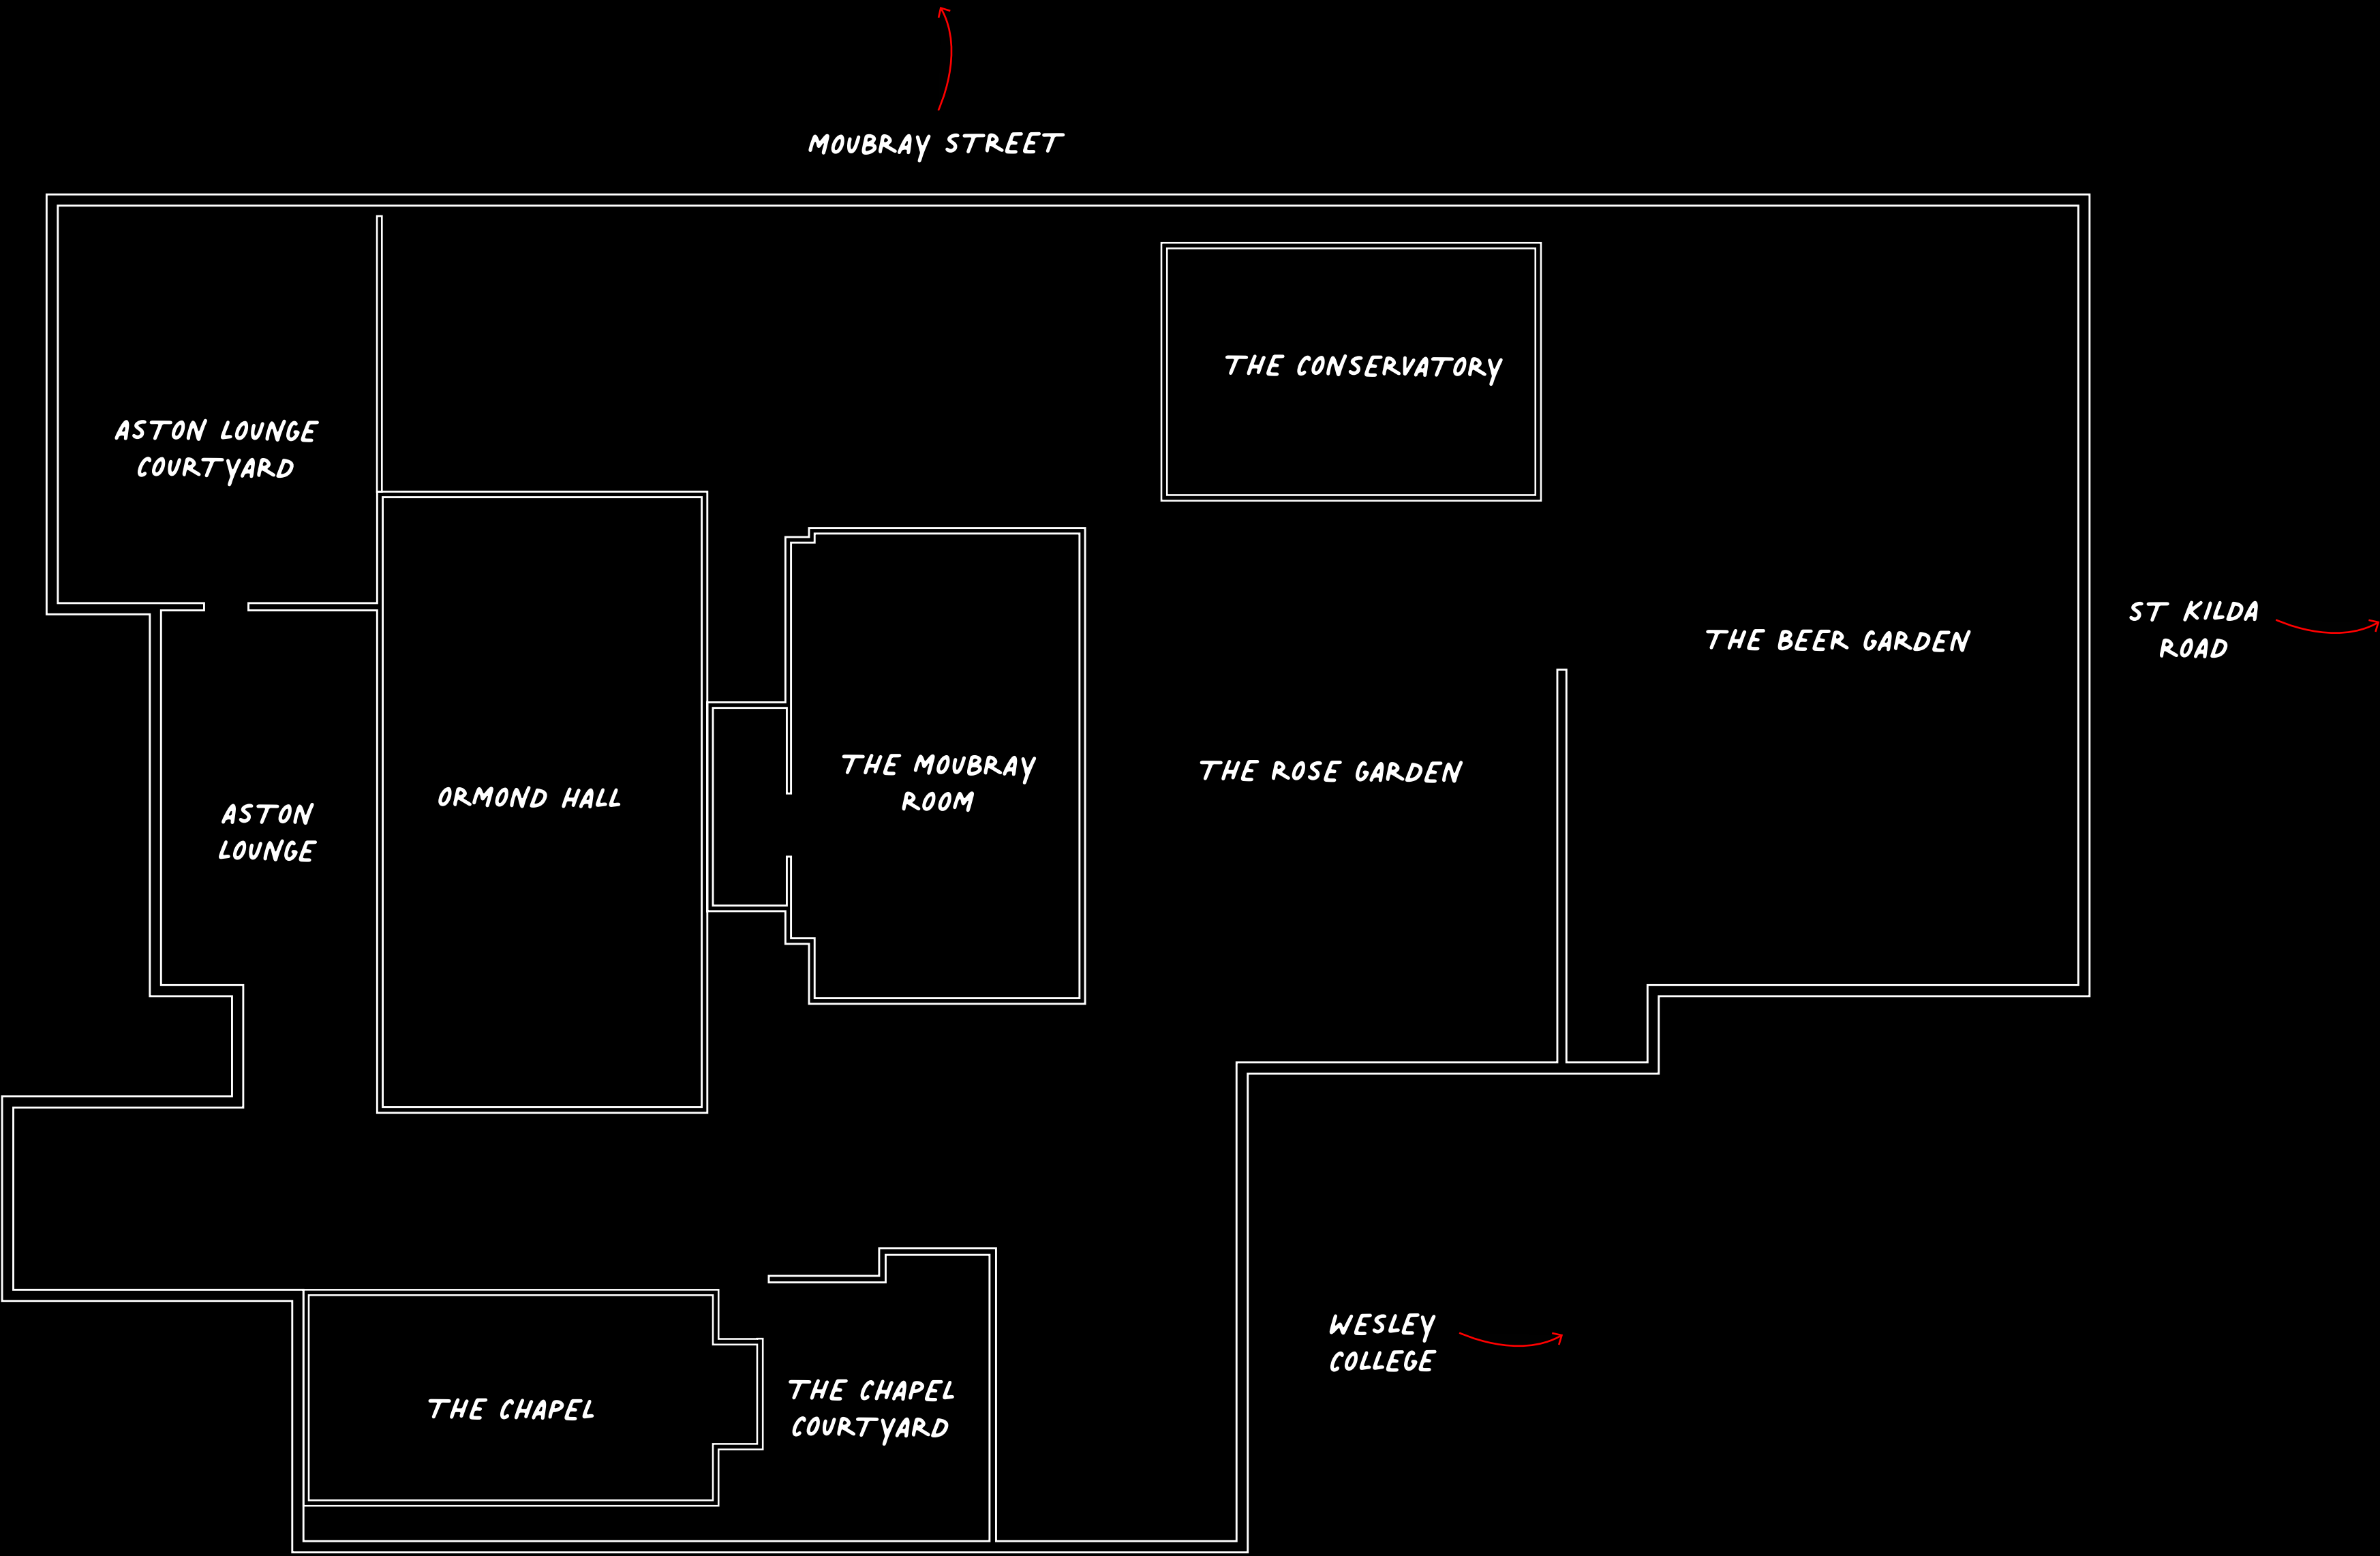 MOUBRAY STREET
THE CONSERVATORY
ASTON LOUNGE
COURTYARD
ST KILDA
ROAD
THE BEER GARDEN
THE MOUBRAY
ROOM
THE ROSE GARDEN
ORMOND HALL
ASTON
LOUNGE
WESLEY
COLLEGE
THE CHAPEL
THE CHAPEL
COURTYARD